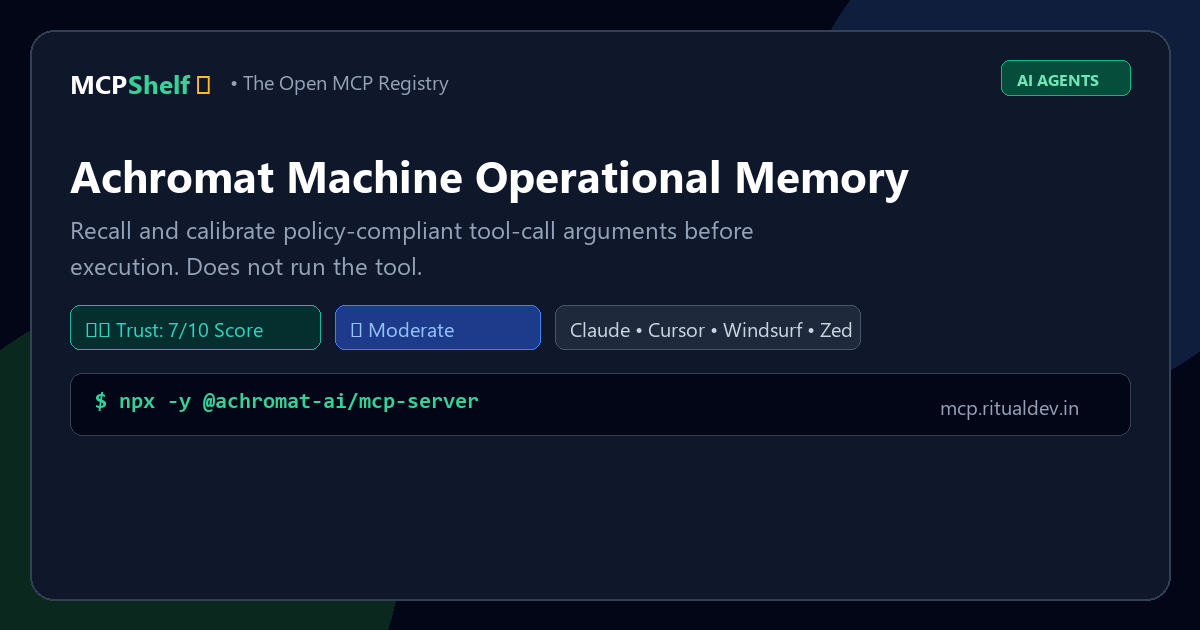 MCPShelf • The Open MCP Registry
AI AGENTS
Achromat Machine Operational Memory
Recall and calibrate policy-compliant tool-call arguments before
execution. Does not run the tool.
Trust: 7/10 Score
Moderate
Claude • Cursor • Windsurf • Zed
$ npx -y @achromat-ai/mcp-server
mcp.ritualdev.in